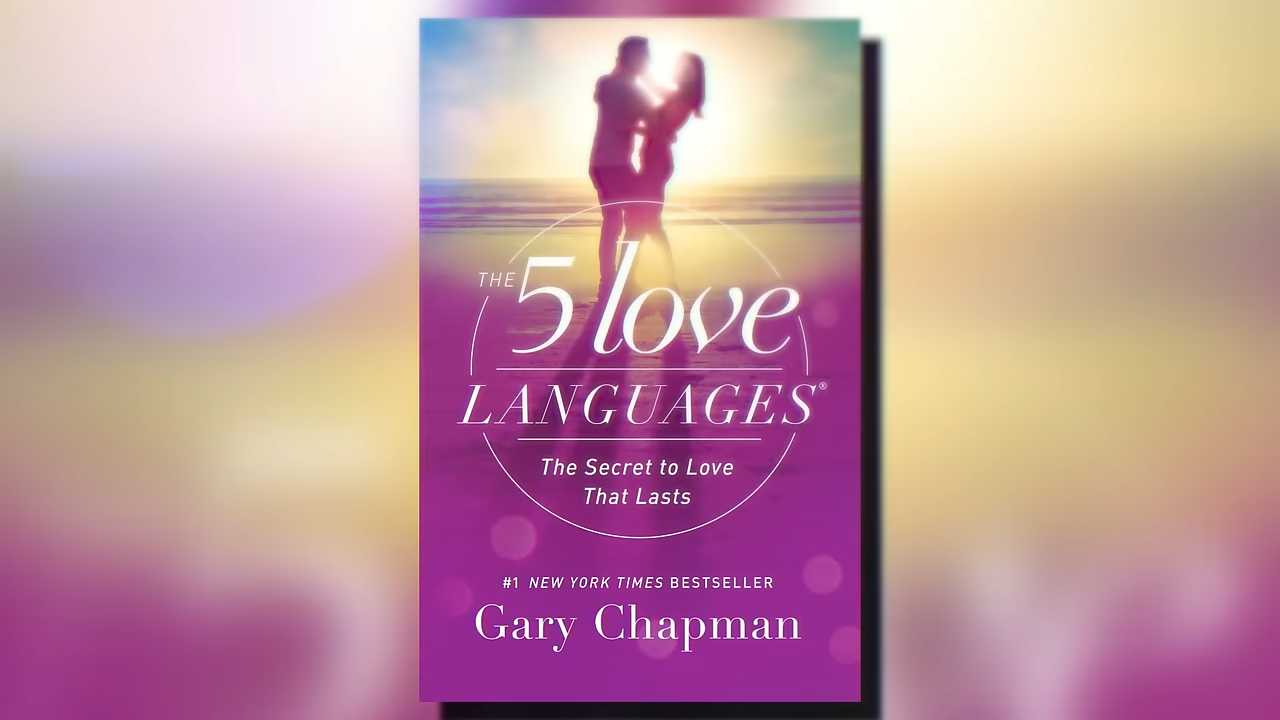 THE 5 love
LANGUAGES®
The Secret to Love
That Lasts
#1 NEW YORK TIMES BESTSELLER
Gary Chapman